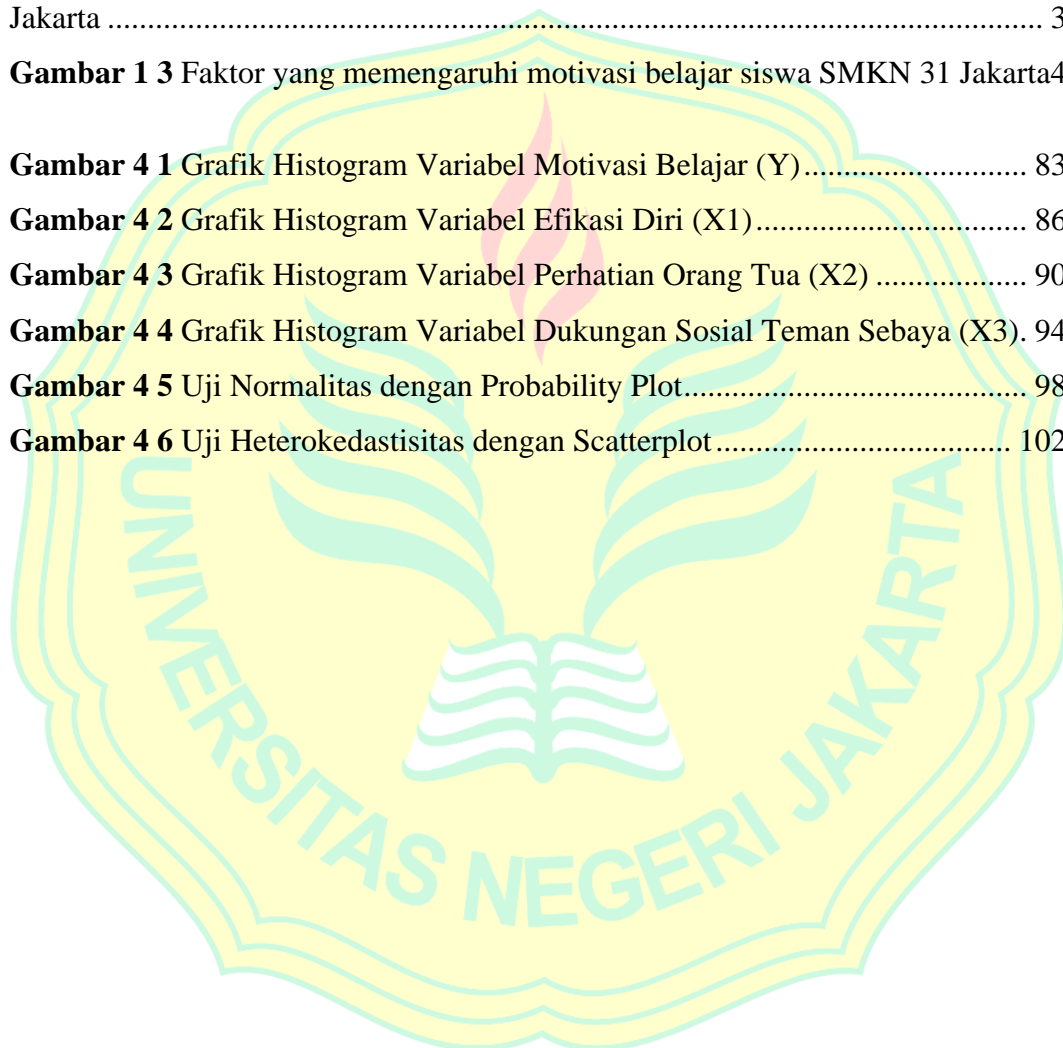 Jakarta ........................................................................................................................................... 3
Gambar 1 3 Faktor yang memengaruhi motivasi belajar siswa SMKN 31 Jakarta4
Gambar 4 1 Grafik Histogram Variabel Motivasi Belajar (Y)................................. 83
Gambar 4 2 Grafik Histogram Variabel Efikasi Diri (X1)........................................ 86
Gambar 4 3 Grafik Histogram Variabel Perhatian Orang Tua (X2) ...................... 90
Gambar 4 4 Grafik Histogram Variabel Dukungan Sosial Teman Sebaya (X3). 94
Gambar 4 5 Uji Normalitas dengan Probability Plot................................................... 98
Gambar 4 6 Uji Heterokedastisitas dengan Scatterplot............................................ 102
UNIVERSITAS NEGERI JAKARTA